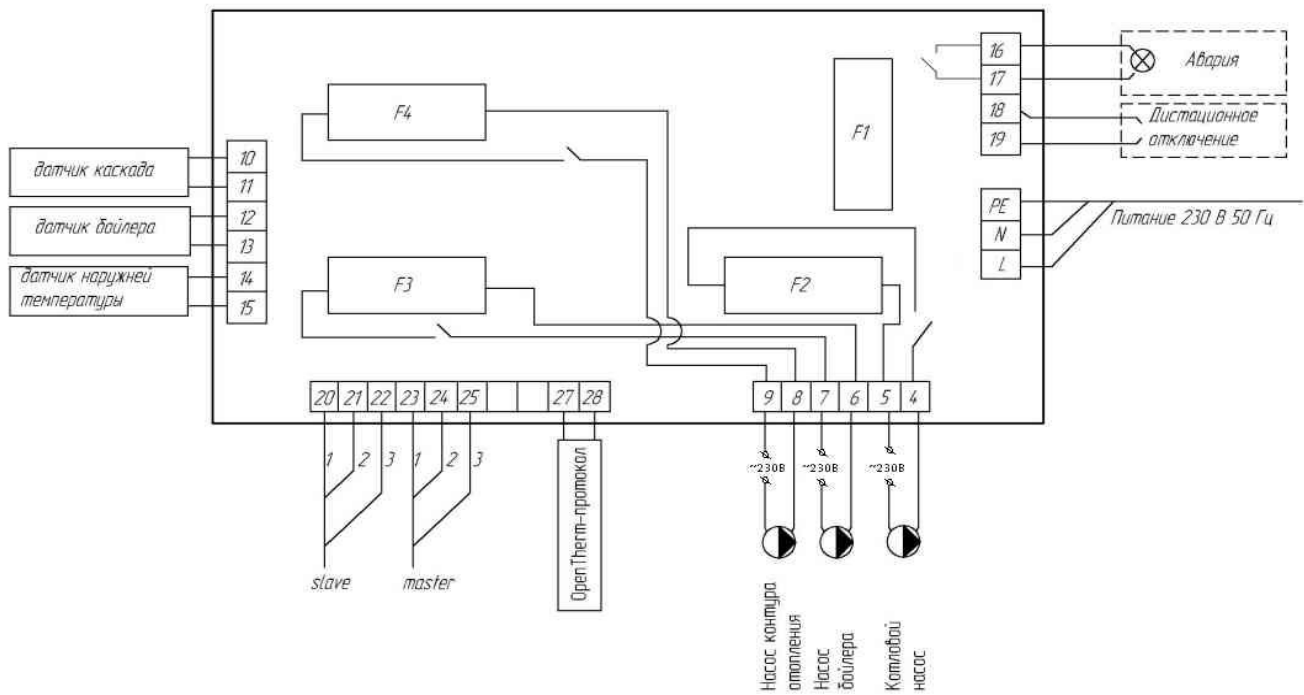 16
Авария
17
F4
F1
18
Дистационное
19
отключение
10
датчик каскада
11
PE
Питание 230 В 50 Гц
12
N
датчик бойлера
13
L
датчик наружней
14
F3
F2
температуры
15
20 21 22 23 24 25 27 28
9 8 7 6 5 4
1 2 3 1 2 3
~230В ~230В ~230В
OpenTherm-протокал
slave
master
Насос контура
отопления
Насос
бойлера
Котловой
насос